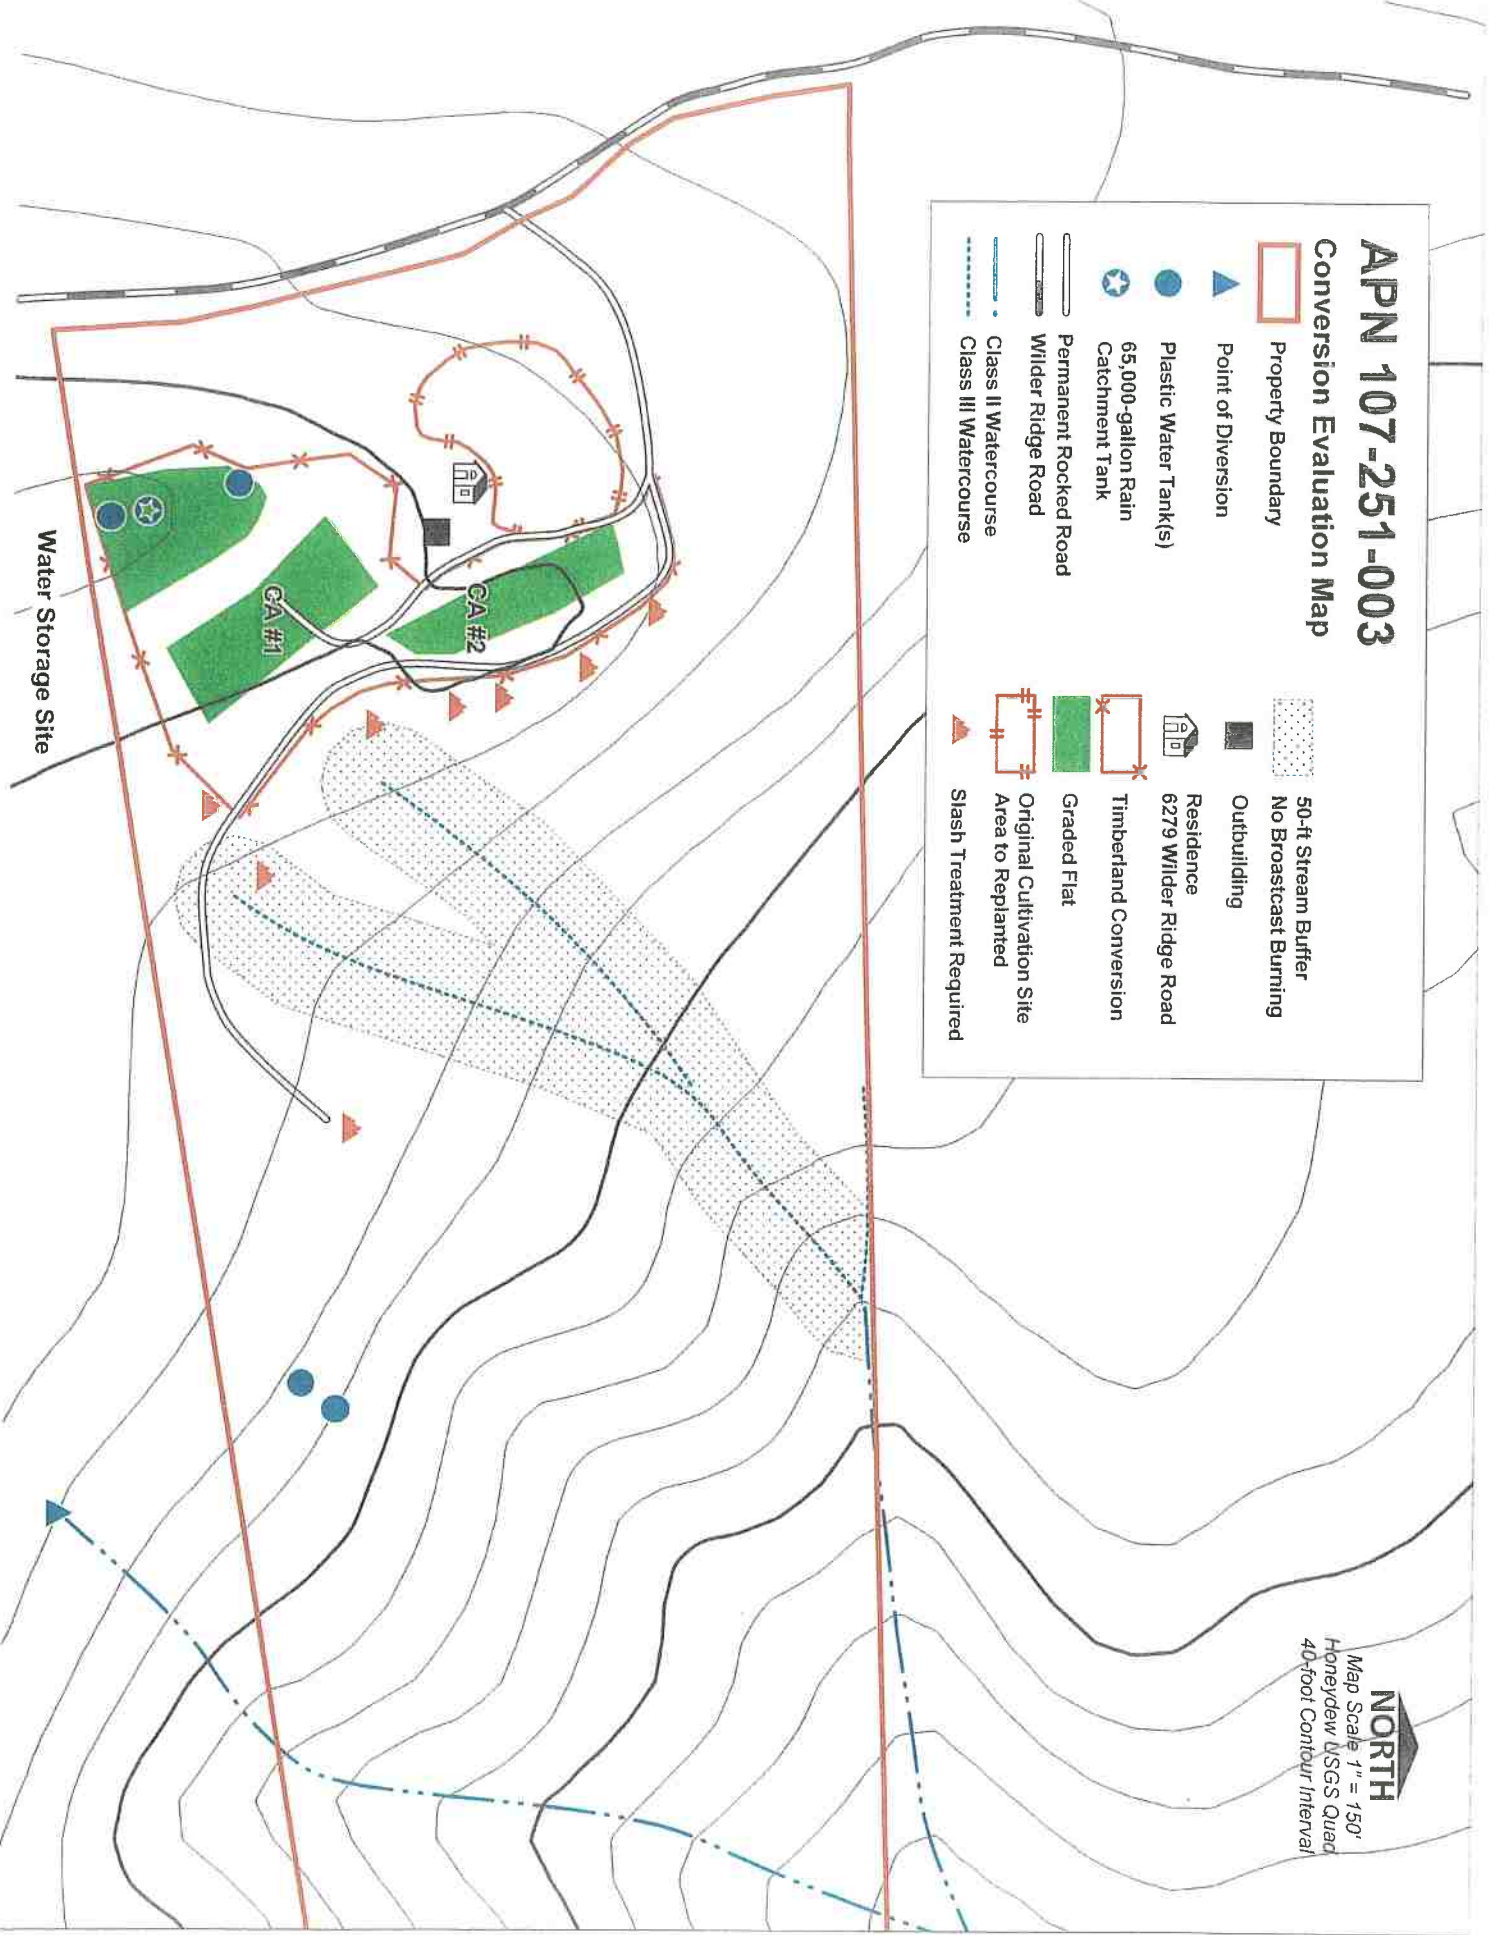 APN 107-251-003
Conversion Evaluation Map
Property Boundary
Point of Diversion
Plastic Water Tank(s)
65,000-gallon Rain
Catchment Tank
Permanent Rocked Road
Wilder Ridge Road
Class II Watercourse
Class III Watercourse
50-ft Stream Buffer
No Broastcast Burning
Outbuilding
Residence
6279 Wilder Ridge Road
Timberland Conversion
Graded Flat
Original Cultivation Site
Area to Replanted
Slash Treatment Required
NORTH
Map Scale 1" = 150'
Honeydew USGS Quad
40-foot Contour Interval
CA #2
CA #1
Water Storage Site